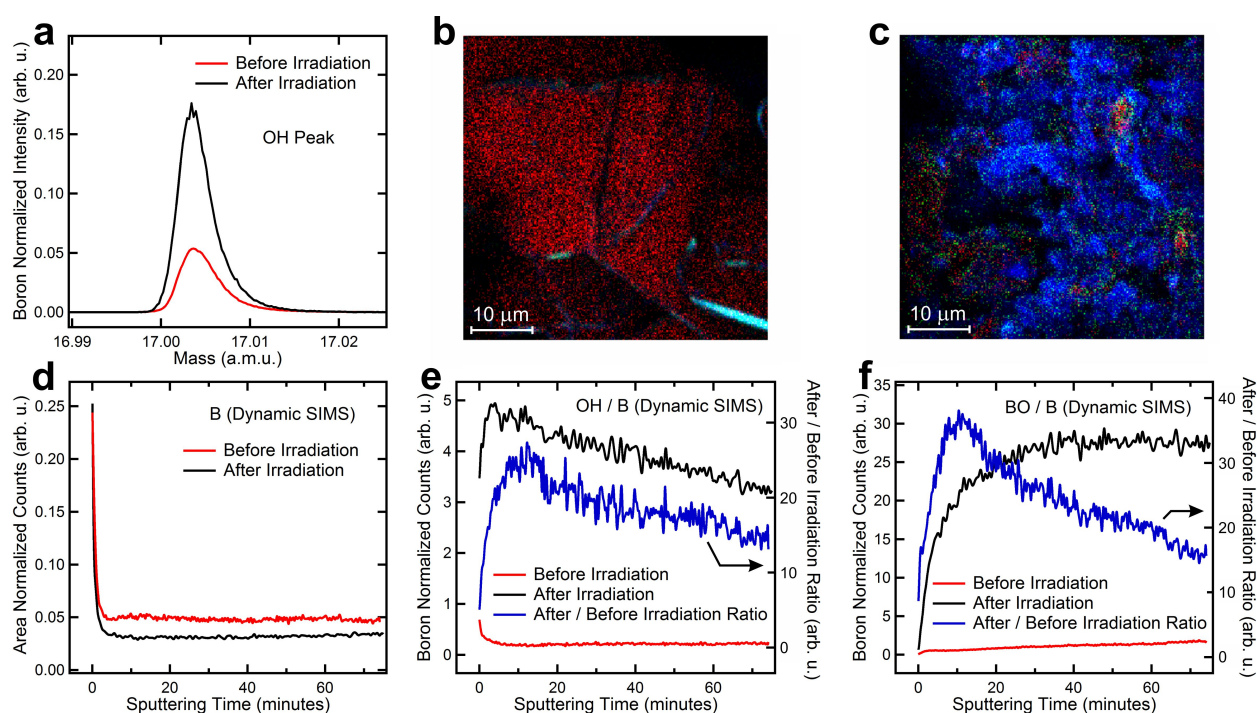 a
Boron Normalized Intensity (arb. u.)
0.20
0.15
0.10
0.05
0.00
Before Irradiation
After Irradiation
OH Peak
16.99
17.00
17.01
17.02
Mass (a.m.u.)
b
10 μm
c
10 μm
d
Area Normalized Counts (arb. u.)
0.25
0.20
0.15
0.10
0.05
0.00
B (Dynamic SIMS)
Before Irradiation
After Irradiation
0
20
40
60
Sputtering Time (minutes)
e
Boron Normalized Counts (arb. u.)
5
4
3
2
1
0
OH / B (Dynamic SIMS)
Before Irradiation
After Irradiation
After / Before Irradiation Ratio
0
20
40
60
Sputtering Time (minutes)
30
20
10
0
After / Before Irradiation Ratio (arb. u.)
f
Boron Normalized Counts (arb. u.)
35
30
25
20
15
10
5
0
BO / B (Dynamic SIMS)
Before Irradiation
After Irradiation
After / Before Irradiation Ratio
0
20
40
60
Sputtering Time (minutes)
40
30
20
10
0
After / Before Irradiation Ratio (arb. u.)